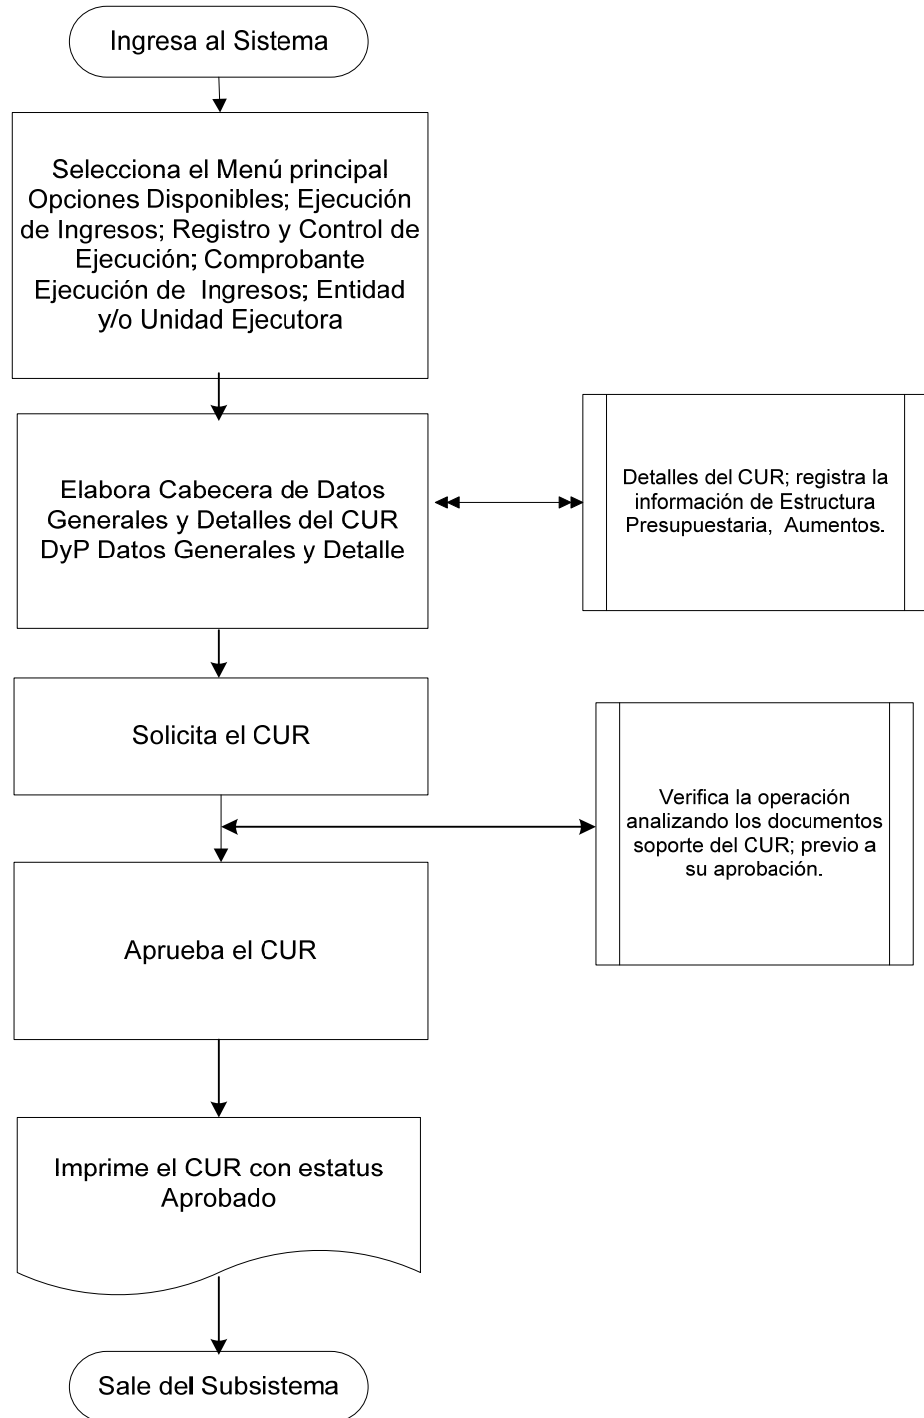 Ingresa al Sistema
Selecciona el Menú principal
Opciones Disponibles; Ejecución
de Ingresos; Registro y Control de
Ejecución; Comprobante
Ejecución de Ingresos; Entidad
y/o Unidad Ejecutora
Elabora Cabecera de Datos
Generales y Detalles del CUR
DyP Datos Generales y Detalle
Detalles del CUR; registra la
información de Estructura
Presupuestaria, Aumentos.
Solicita el CUR
Verifica la operación
analizando los documentos
soporte del CUR; previo a
su aprobación.
Aprueba el CUR
Imprime el CUR con estatus
Aprobado
Sale del Subsistema